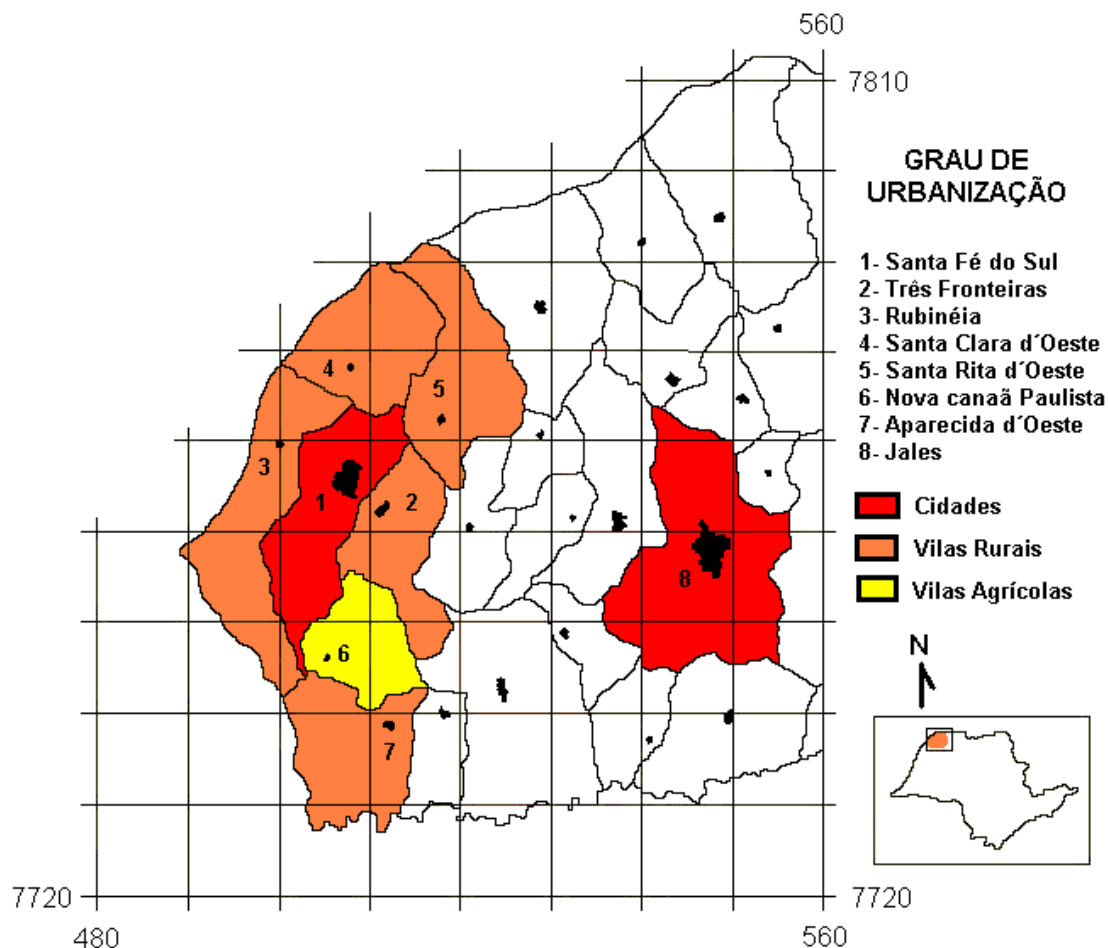 560
7810
GRAU DE
URBANIZAÇÃO
1- Santa Fé do Sul
2- Três Fronteiras
3- Rubinéia
4- Santa Clara d´Oeste
5- Santa Rita d´Oeste
6- Nova canaã Paulista
7- Aparecida d´Oeste
8- Jales
Cidades
Vilas Rurais
Vilas Agrícolas
N
4
5
3
1
2
8
6
7
7720
7720
480
560